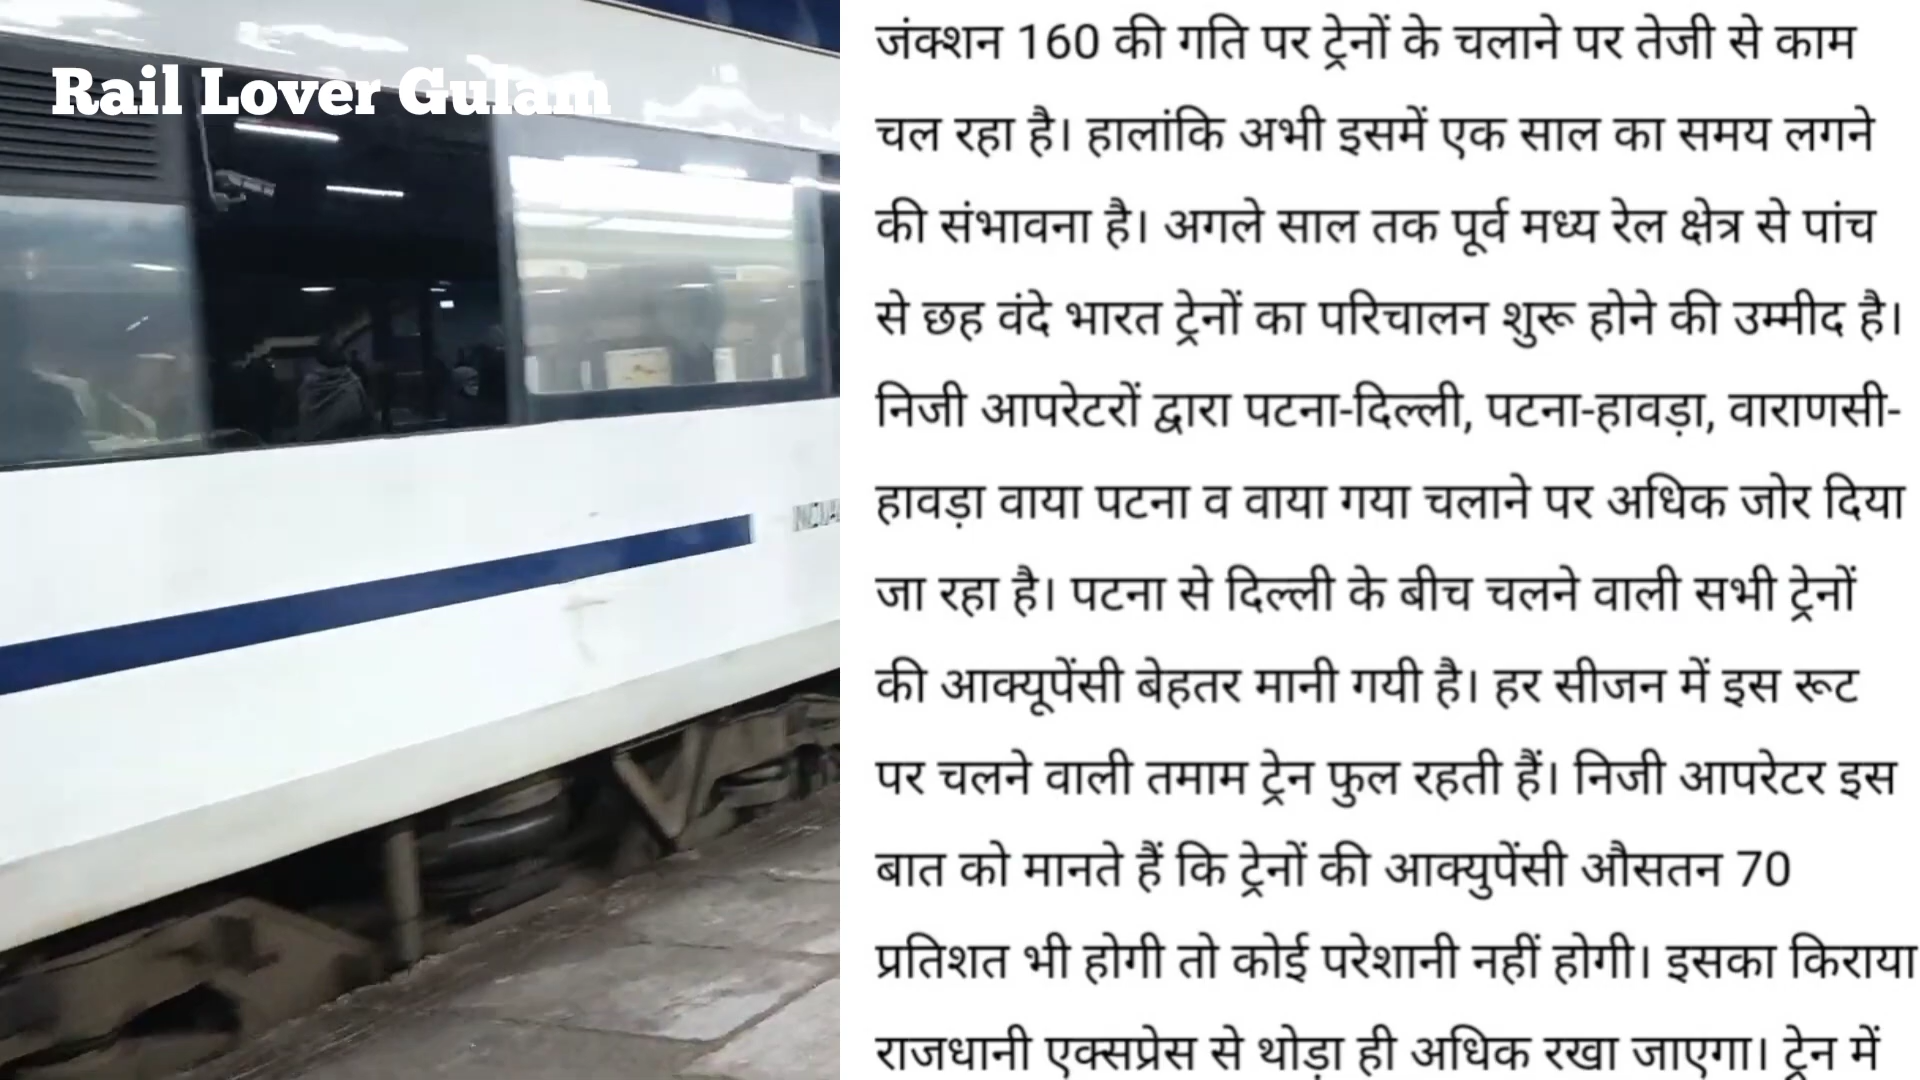 Rail Lover Gulam
जंक्शन 160 की गति पर ट्रेनों के चलाने पर तेजी से काम
चल रहा है। हालांकि अभी इसमें एक साल का समय लगने
की संभावना है। अगले साल तक पूर्व मध्य रेल क्षेत्र से पांच
से छह वंदे भारत ट्रेनों का परिचालन शुरू होने की उम्मीद है।
निजी आपरेटरों द्वारा पटना-दिल्ली, पटना-हावड़ा, वाराणसी-
हावड़ा वाया पटना व वाया गया चलाने पर अधिक जोर दिया
जा रहा है। पटना से दिल्ली के बीच चलने वाली सभी ट्रेनों
की आक्यूपेंसी बेहतर मानी गयी है। हर सीजन में इस रूट
पर चलने वाली तमाम ट्रेन फुल रहती हैं। निजी आपरेटर इस
बात को मानते हैं कि ट्रेनों की आक्युपेंसी औसतन 70
प्रतिशत भी होगी तो कोई परेशानी नहीं होगी। इसका किराया
राजधानी एक्सप्रेस से थोड़ा ही अधिक रखा जाएगा। ट्रेन में